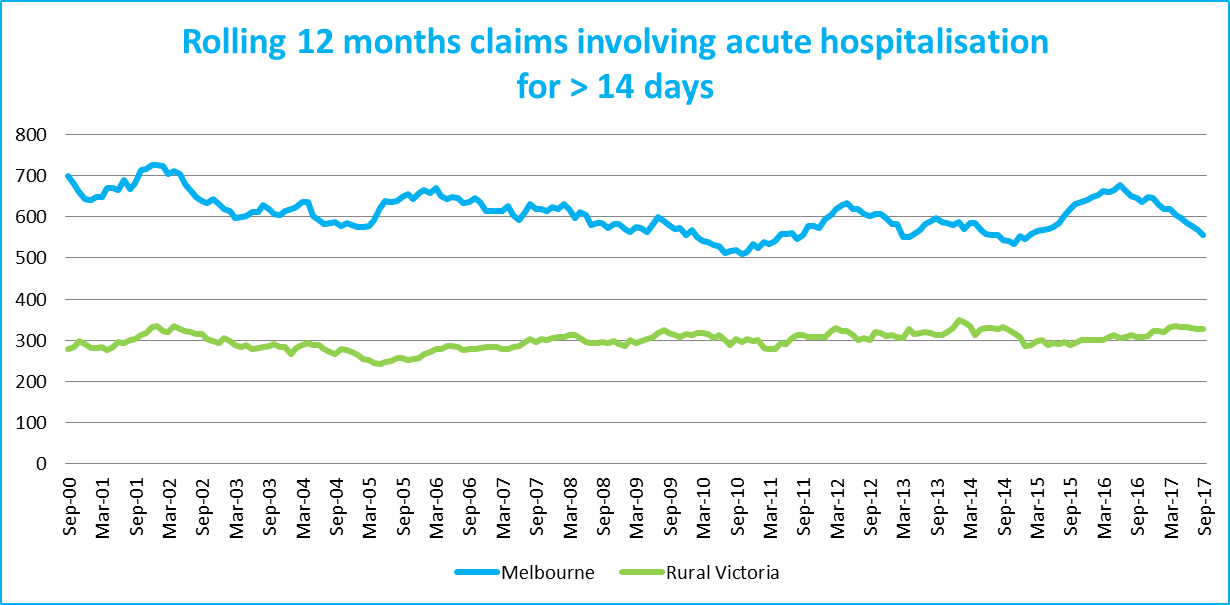 Rolling 12 months claims involving acute hospitalisation
for > 14 days
800
700
600
500
400
300
200
100
0
Sep-00
Mar-01
Sep-01
Mar-02
Sep-02
Mar-03
Sep-03
Mar-04
Sep-04
Mar-05
Sep-05
Mar-06
Sep-06
Mar-07
Sep-07
Mar-08
Sep-08
Mar-09
Sep-09
Mar-10
Sep-10
Mar-11
Sep-11
Mar-12
Sep-12
Mar-13
Sep-13
Mar-14
Sep-14
Mar-15
Sep-15
Mar-16
Sep-16
Mar-17
Sep-17
Melbourne
Rural Victoria